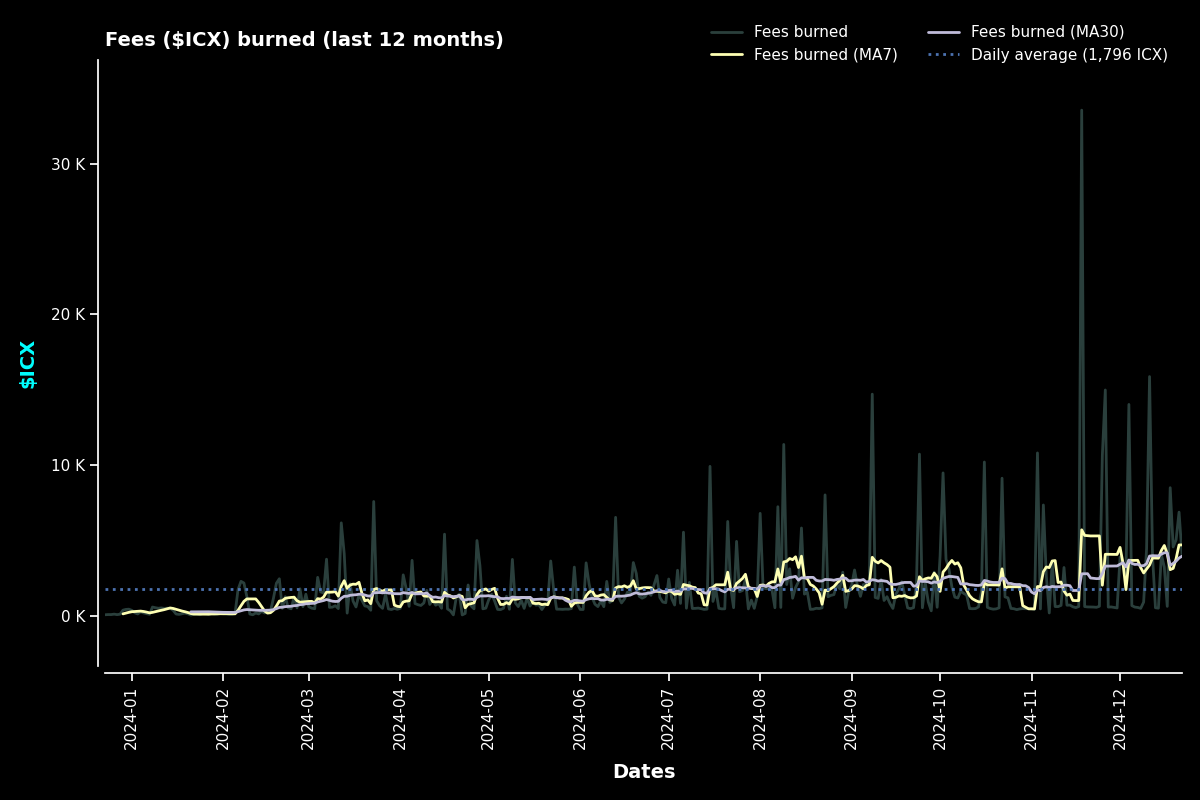 Fees ($ICX) burned (last 12 months)
Fees burned
Fees burned (MA7)
Fees burned (MA30)
Daily average (1,796 ICX)
$ICX
30 K
20 K
10 K
0 K
2024-01
2024-02
2024-03
2024-04
2024-05
2024-06
2024-07
2024-08
2024-09
2024-10
2024-11
2024-12
Dates